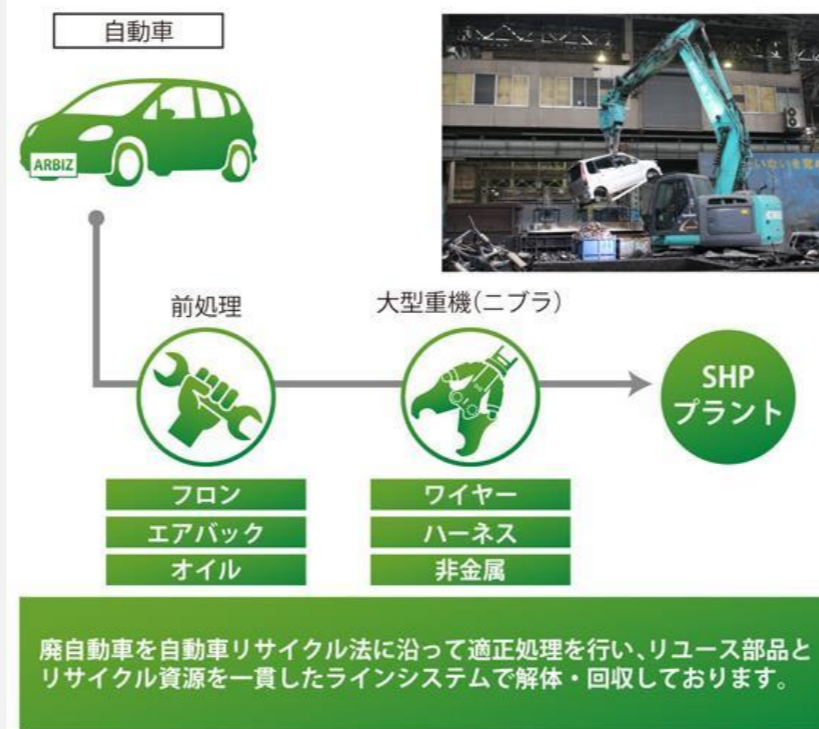 自動車
ARBIZ
前処理
大型重機(ニブラ)
SHP
プラント
フロン
エアバック
オイル
ワイヤー
ハーネス
非金属
廃自動車を自動車リサイクル法に沿って適正処理を行い、リユース部品と
リサイクル資源を一貫したラインシステムで解体・回収しております。